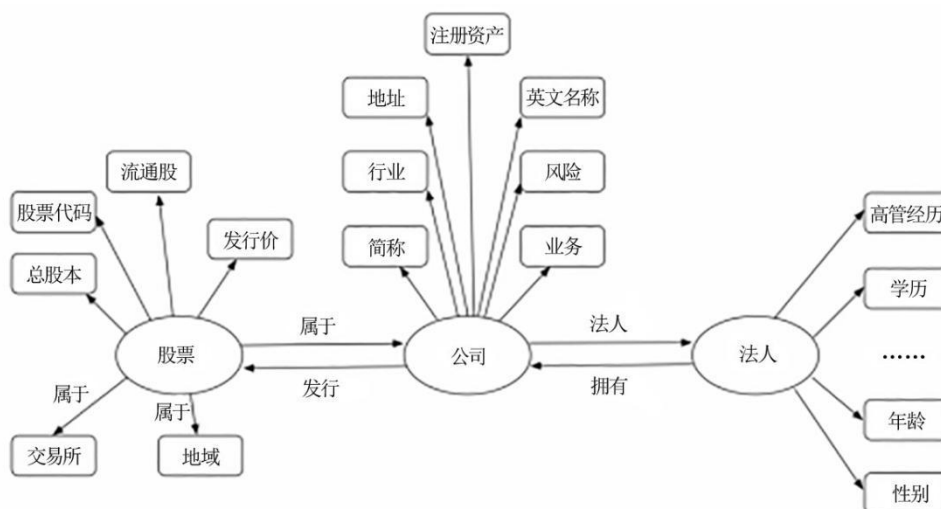 注册资产
地址
英文名称
行业
风险
简称
业务
流通股
股票代码
发行价
总股本
股票
属于
交易所
属于
地域
属于
发行
公司
法人
拥有
法人
高管经历
学历
......
年龄
性别